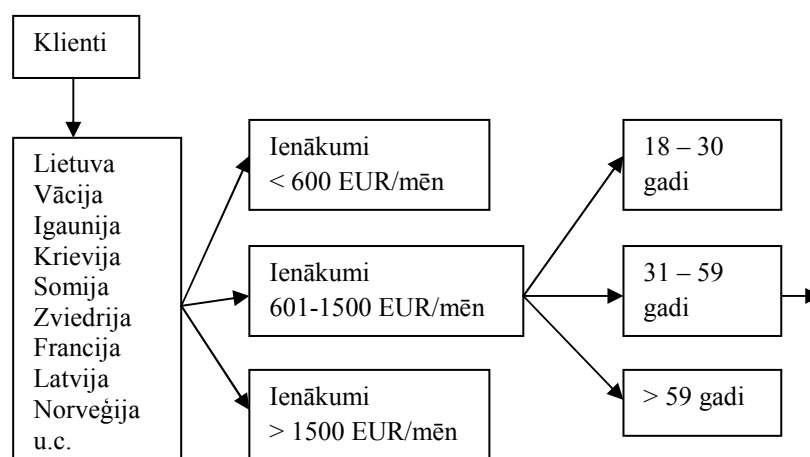 Klienti
Lietuva
Vācija
Igaunija
Krievija
Somija
Zviedrija
Francija
Latvija
Norveģija
u.c.
Ienākumi
< 600 EUR/mēn
Ienākumi
601-1500 EUR/mēn
Ienākumi
> 1500 EUR/mēn
18 – 30
gadi
31 – 59
gadi
> 59 gadi